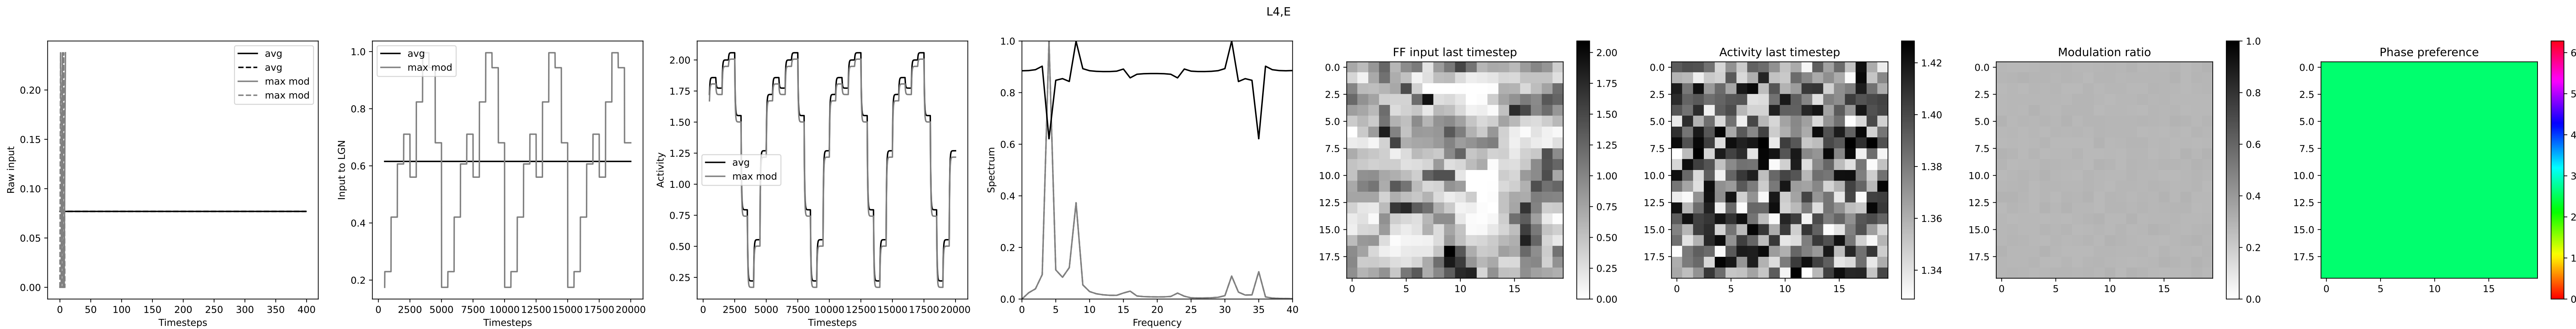 L4,E
Raw input
0.20
0.15
0.10
0.05
0.00
avg
avg
max mod
max mod
0 50 100 150 200 250 300 350 400
Timesteps
Input to LGN
1.0
0.8
0.6
0.4
0.2
avg
max mod
0 2500 5000 7500 10000 12500 15000 17500 20000
Timesteps
Activity
2.00
1.75
1.50
1.25
1.00
0.75
0.50
0.25
avg
max mod
0 2500 5000 7500 10000 12500 15000 17500 20000
Timesteps
Spectrum
1.0
0.8
0.6
0.4
0.2
0.0
0 5 10 15 20 25 30 35 40
Frequency
FF input last timestep
0.0
2.5
5.0
7.5
10.0
12.5
15.0
17.5
0 5 10 15
2.00
1.75
1.50
1.25
1.00
0.75
0.50
0.25
0.00
Activity last timestep
0.0
2.5
5.0
7.5
10.0
12.5
15.0
17.5
0 5 10 15
1.42
1.40
1.38
1.36
1.34
Modulation ratio
0.0
2.5
5.0
7.5
10.0
12.5
15.0
17.5
0 5 10 15
1.0
0.8
0.6
0.4
0.2
0.0
Phase preference
0.0
2.5
5.0
7.5
10.0
12.5
15.0
17.5
0 5 10 15
6
5
4
3
2
1
0